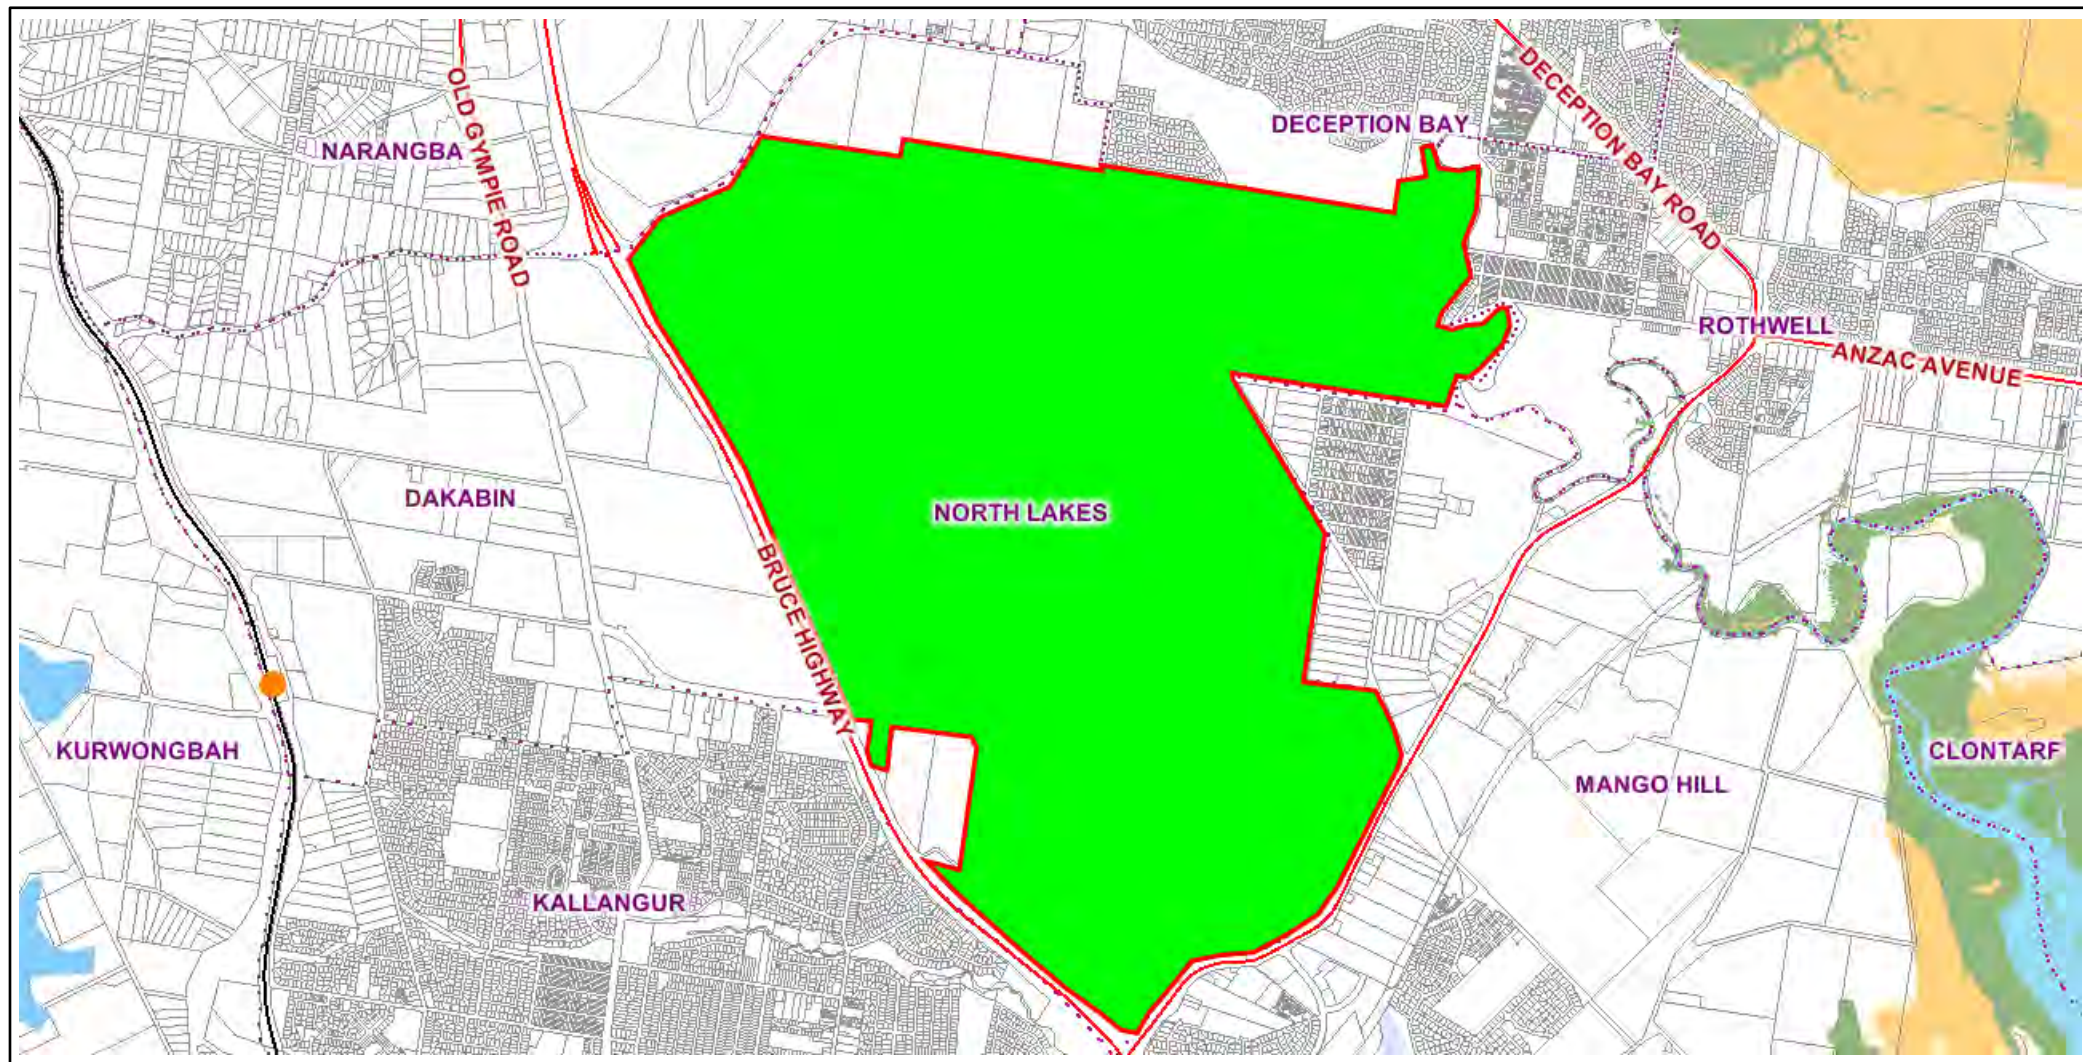 DECEPTION BAY ROAD
DECEPTION BAY
NARANGBA
OLD GYMPIE ROAD
ROTHWELL
ANZAC AVENUE
DAKABIN
NORTH LAKES
BRUCE HIGHWAY
KURWONGBAH
CLONTARF
MANGO HILL
KALLANGUR